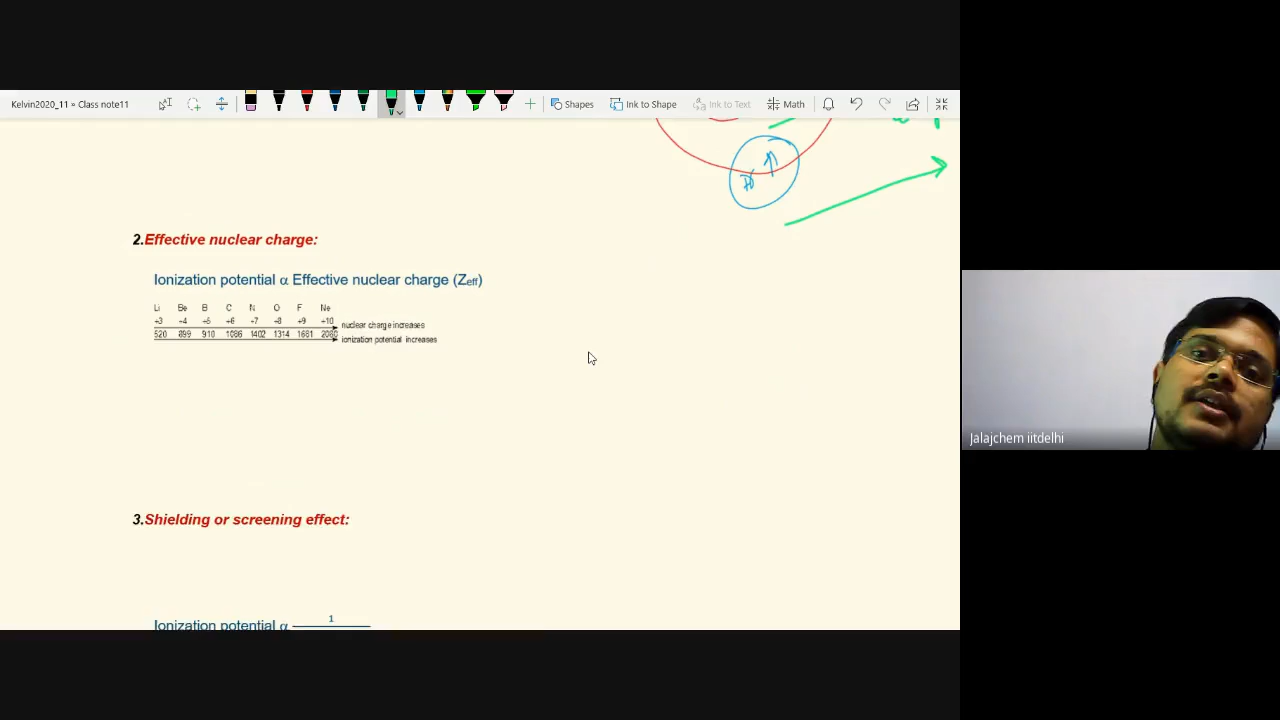 Kelvin2020_11 » Class note11
Shapes
Ink to Shape
Ink to Text
Math
2.Effective nuclear charge:
Ionization potential α Effective nuclear charge (Zeff)
Li Be B C N O F Ne
+3 +4 +5 +6 +7 +8 +9 +10 nuclear charge increases
520 899 910 1086 1402 1314 1681 2080 ionization potential increases
3.Shielding or screening effect:
1
Ionization potential α
Jalajchem iitdelhi